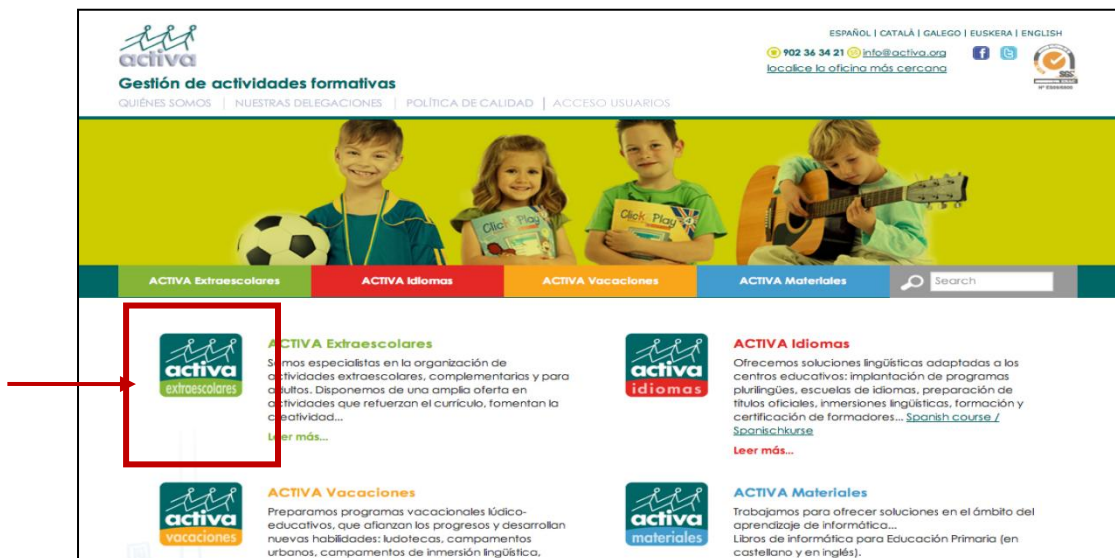 activa
Gestión de actividades formativas
QUIÉNES SOMOS | NUESTRAS DELEGACIONES | POLÍTICA DE CALIDAD | ACCESO USUARIOS
ESPAÑOL | CATALÀ | GALEGO | EUSKERA | ENGLISH
902 36 34 21 info@activa.org
localice la oficina más cercana
SGS
Click Play
Click Play
ACTIVA Extraescolares
ACTIVA Idiomas
ACTIVA Vacaciones
ACTIVA Materiales
Search
activa
extraescolares
ACTIVA Extraescolares
Somos especialistas en la organización de
actividades extraescolares, complementarias y para
adultos. Disponemos de una amplia oferta en
actividades que refuerzan el currículo, fomentan la
creatividad...
Leer más...
activa
idiomas
ACTIVA Idiomas
Ofrecemos soluciones lingüísticas adaptadas a los
centros educativos: implantación de programas
plurilingües, escuelas de idiomas, preparación de
títulos oficiales, inmersiones lingüísticas, formación y
certificación de formadores... Spanish course /
Spanischkurse
Leer más...
activa
vacaciones
ACTIVA Vacaciones
Preparamos programas vacacionales lúdico-
educativos, que afianzan los progresos y desarrollan
nuevas habilidades: ludotecas, campamentos
urbanos, campamentos de inmersión lingüística,
activa
materiales
ACTIVA Materiales
Trabajamos para ofrecer soluciones en el ámbito del
aprendizaje de informática...
Libros de informática para Educación Primaria (en
castellano y en inglés).